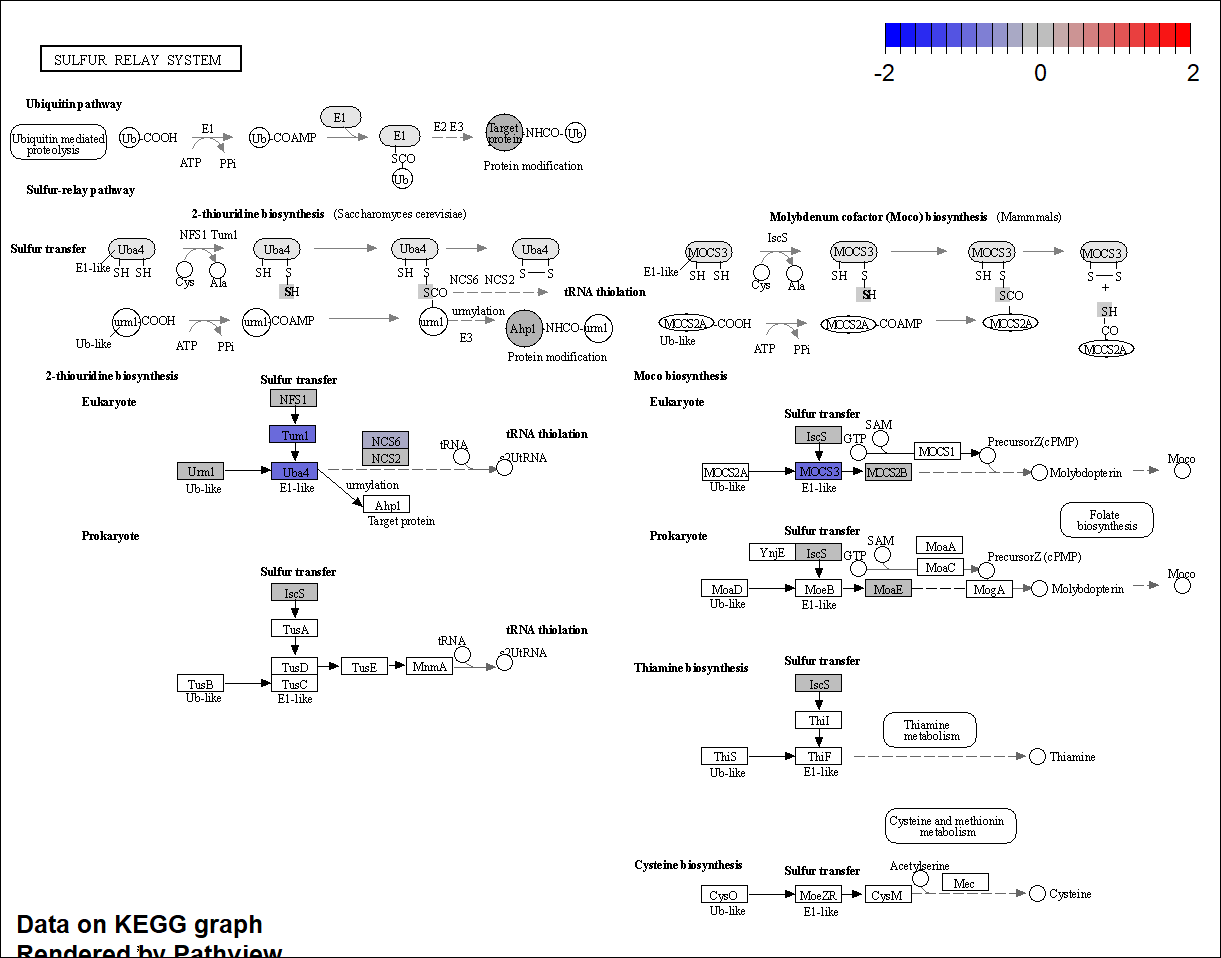 SULFUR RELAY SYSTEM
-2 0 2
Ubiquitin pathway
Ubiquitin mediated
proteolysis
Ub COOH
E1
ATP PPi
Ub COAMP
E1
E1
SCO
Ub
E2 E3
Target
protein
NHCO Ub
Protein modification
Sulfur-relay pathway
2-thiouridine biosynthesis (Saccharomyces cerevisiae)
Sulfur transfer
Uba4
E1-like
SH SH
NFS1 Tum1
Cys Ala
Uba4
SH S
SH
Uba4
SH S
SCO
Uba4
S S
NCS6 NCS2
tRNA thiolation
urm1 COOH
Ub-like
ATP PPi
urm1 COAMP
urm1
urmylation
E3
Ahp1
NHCO urm1
Protein modification
Molybdenum cofactor (Moco) biosynthesis (Mammmals)
MOCS3
E1-like
SH SH
IscS
Cys Ala
MOCS3
SH S
SH
MOCS3
SH S
SCO
MOCS3
S S
+
SH
CO
MOCS2A
MOCS2A COOH
Ub-like
ATP PPi
MOCS2A COAMP
MOCS2A
2-thiouridine biosynthesis
Eukaryote
Sulfur transfer
NFS1
Tum1
Urm1
Ub-like
Uba4
E1-like
NCS6
NCS2
tRNA
tRNA thiolation
s2UtRNA
urmylation
Ahp1
Target protein
Prokaryote
Sulfur transfer
IscS
TusA
TusD
TusC
E1-like
TusB
Ub-like
TusE
MnmA
tRNA
tRNA thiolation
s2UtRNA
Moco biosynthesis
Eukaryote
Sulfur transfer
IscS
GTP
SAM
MOCS1
PrecursorZ(cPMP)
MOCS2A
Ub-like
MOCS3
E1-like
MOCS2B
Molybdopterin
Moco
Folate
biosynthesis
Prokaryote
Sulfur transfer
YnjE IscS
GTP
SAM
MoaA
MoaC
PrecursorZ (cPMP)
MoaD
Ub-like
MoeB
E1-like
MoaE
MogA
Molybdopterin
Moco
Thiamine biosynthesis
Sulfur transfer
IscS
ThiI
ThiS
Ub-like
ThiF
E1-like
Thiamine
metabolism
Thiamine
Cysteine and methionin
metabolism
Cysteine biosynthesis
Sulfur transfer
CysO
Ub-like
MoeZR
E1-like
CysM
Acetylserine
Mec
Cysteine
Data on KEGG graph
Rendered by Pathview